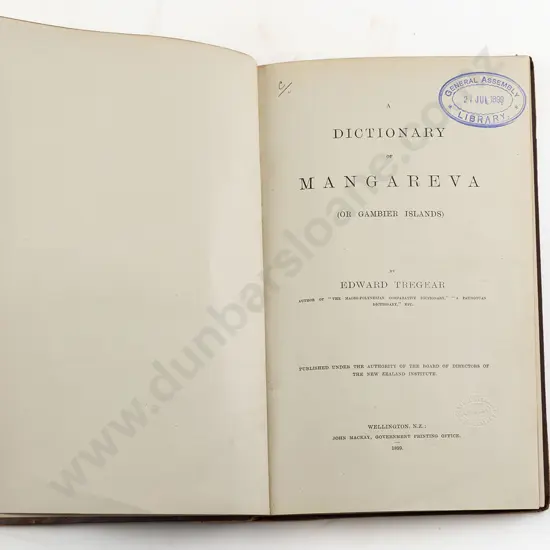 GENERAL ASSEMBLY
24 JUL 1899
LIBRARY.
A
DICTIONARY
OF
MANGAREVA
(OR GAMBIER ISLANDS)
BY
EDWARD TREGEAR
AUTHOR OF "THE MAORI-POLYNESIAN COMPARATIVE DICTIONARY," "A PAUMOTUAN
DICTIONARY," ETC.
PUBLISHED UNDER THE AUTHORITY OF THE BOARD OF DIRECTORS OF
THE NEW ZEALAND INSTITUTE.
WELLINGTON, N.Z.:
JOHN MACKAY, GOVERNMENT PRINTING OFFICE.
1899.
www.dunbarsloane.co.nz